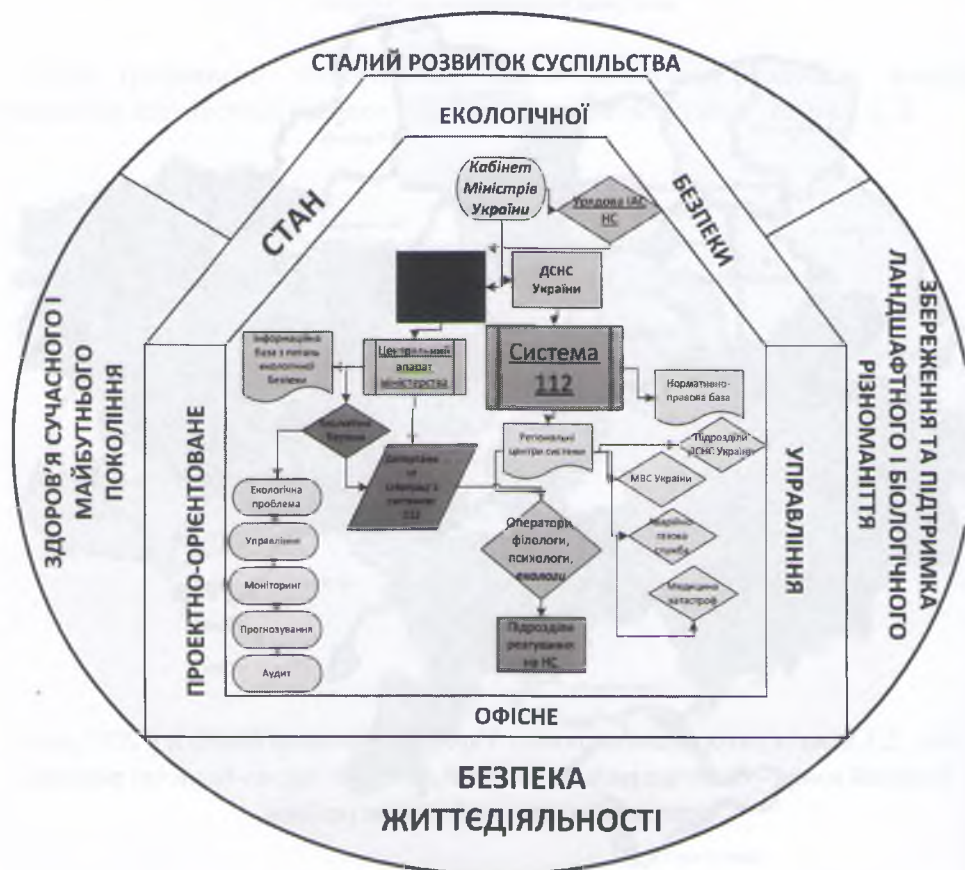 СТАЛИЙ РОЗВИТОК СУСПІЛЬСТВА
ЕКОЛОГІЧНОЇ
СТАН
БЕЗПЕКИ
Кабінет
Міністрів
України
Урядова ІАС
НС
ДСНС
України
Інформаційна
база з питань
екологічної
безпеки
Центральний
апарат
міністерства
Система
112
Нормативно-
правова база
Регіональні
центри системи
Підрозділи
ДСНС України
МВС України
Екологічна
проблема
Управління
Моніторинг
Прогнозування
Аудит
Оператори,
філологи,
психологи,
екологи
Аварійна
газова
служба
Медицина
катастроф
Підрозділи
реагування
на НС
ПРОЕКТНО-ОРІЄНТОВАНЕ
УПРАВЛІННЯ
ОФІСНЕ
ЗДОРОВ'Я СУЧАСНОГО І
МАЙБУТНЬОГО
ПОКОЛІННЯ
ЗБЕРЕЖЕННЯ ТА ПІДТРИМКА
ЛАНДШАФТНОГО І БІОЛОГІЧНОГО
РІЗНОМАНІТТЯ
БЕЗПЕКА
ЖИТТЄДІЯЛЬНОСТІ